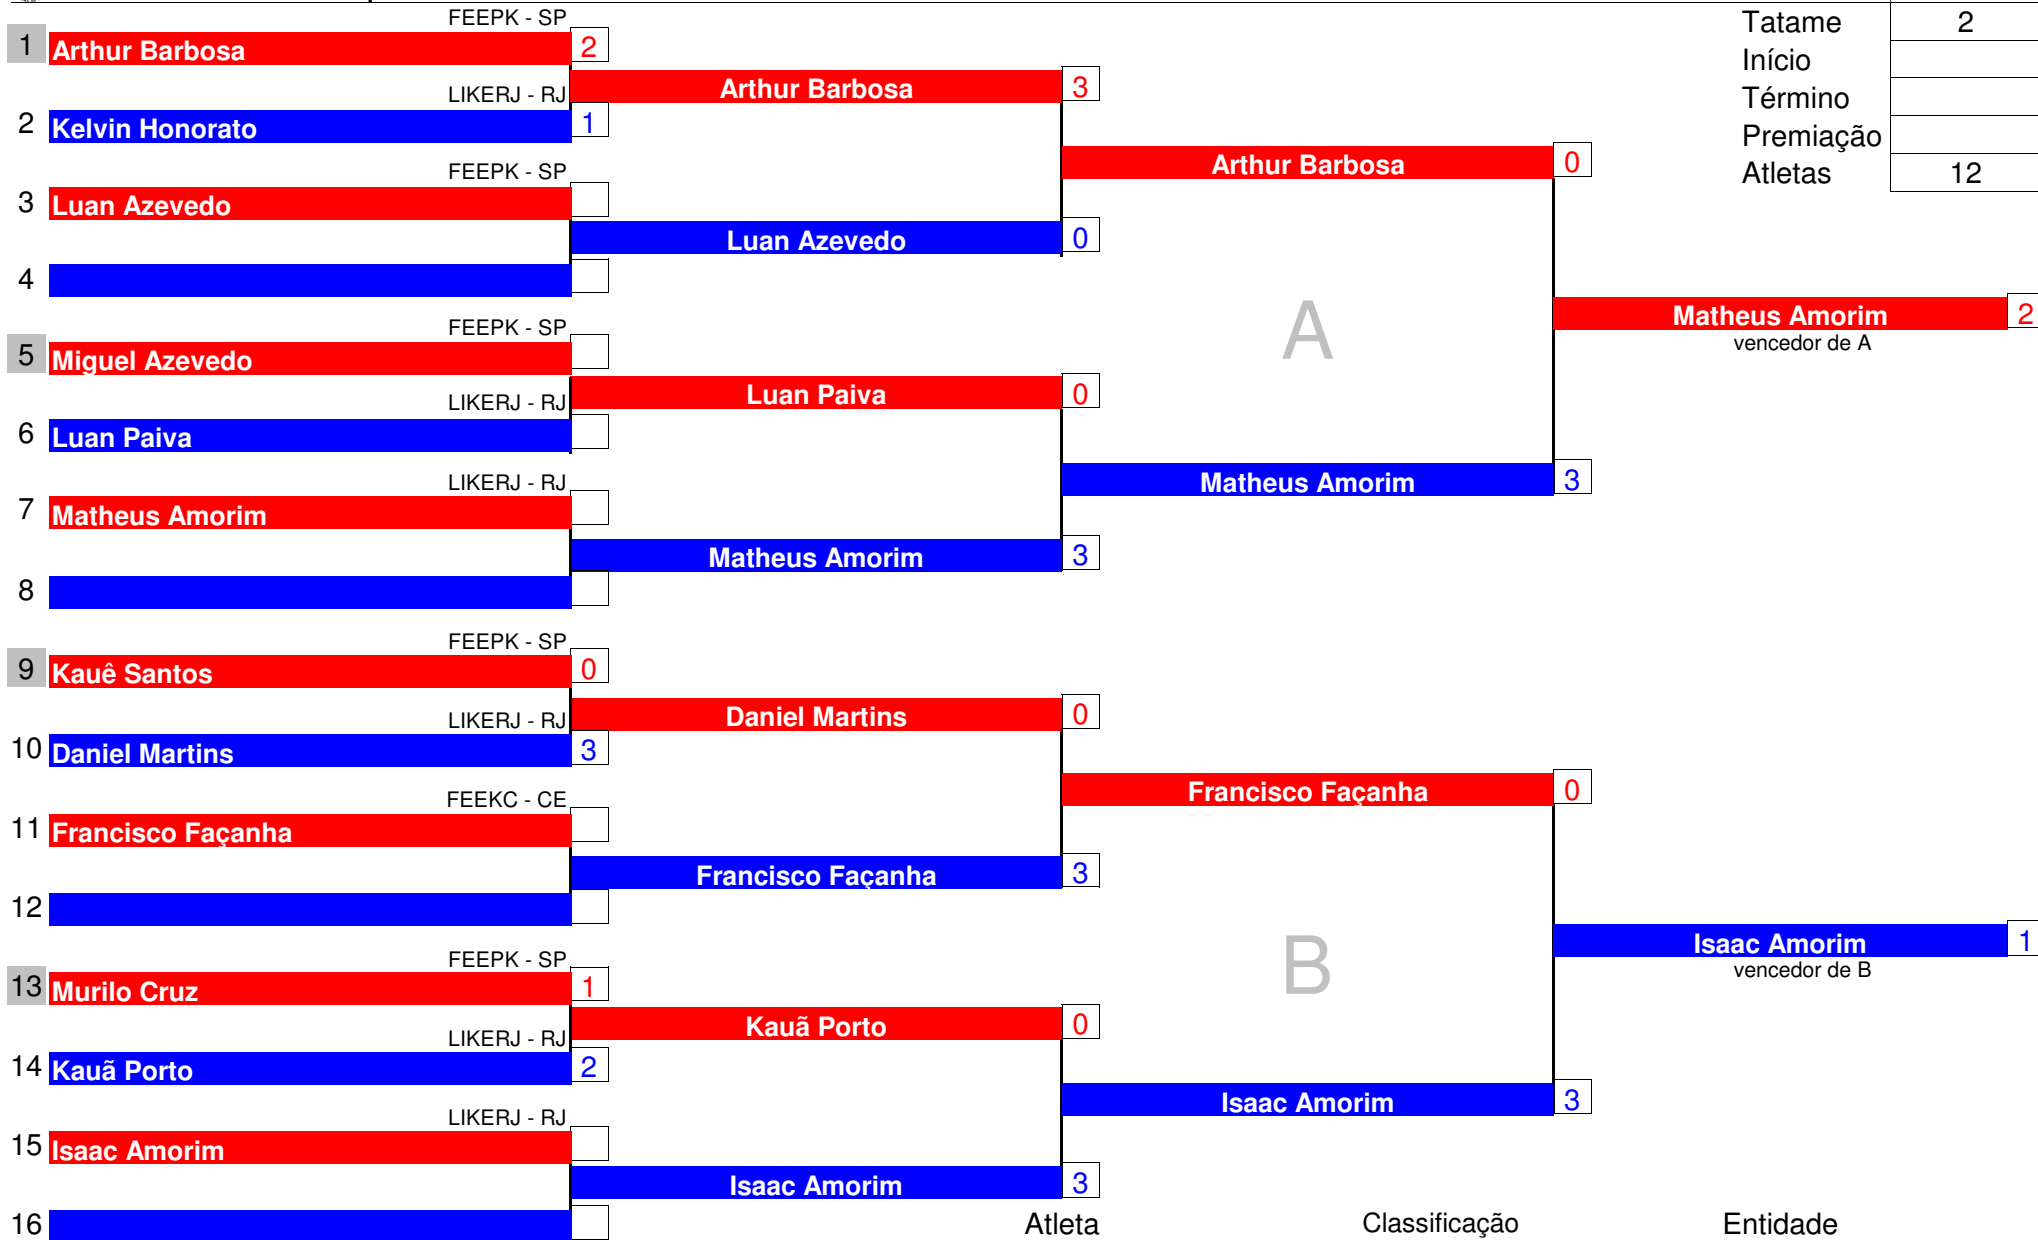 FEEPK - SP
1 Arthur Barbosa 2
LIKERJ - RJ
2 Kelvin Honorato 1
Arthur Barbosa 3
FEEPK - SP
3 Luan Azevedo
Luan Azevedo 0
4
Arthur Barbosa 0
FEEPK - SP
5 Miguel Azevedo
LIKERJ - RJ
6 Luan Paiva
Luan Paiva 0
LIKERJ - RJ
7 Matheus Amorim
Matheus Amorim 3
8
Matheus Amorim 3
A
Matheus Amorim 2
vencedor de A
FEEPK - SP
9 Kauê Santos 0
LIKERJ - RJ
10 Daniel Martins 3
Daniel Martins 0
FEEKC - CE
11 Francisco Façanha
Francisco Façanha 3
12
Francisco Façanha 0
FEEPK - SP
13 Murilo Cruz 1
LIKERJ - RJ
14 Kauã Porto 2
Kauã Porto 0
LIKERJ - RJ
15 Isaac Amorim
Isaac Amorim 3
16
Isaac Amorim 3
B
Isaac Amorim 1
vencedor de B
Tatame 2
Início
Término
Premiação
Atletas 12
Atleta Classificação Entidade